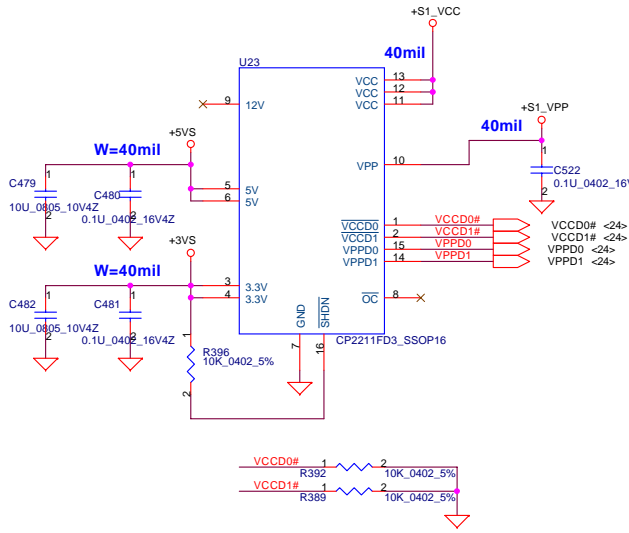 +S1_VCC
40mil
U23
VCC 13
VCC 12
VCC 11
9 12V
+S1_VPP
40mil
+5VS
W=40mil
VPP 10
1
C522
0.1U_0402_16V
2
1
C479
10U_0805_10V4Z
2
1
C480
0.1U_0402_16V4Z
2
5 5V
6 5V
VCCD0 1 VCCD0# VCCD0# <24>
VCCD1 2 VCCD1# VCCD1# <24>
VPPD0 15 VPPD0 VPPD0 <24>
VPPD1 14 VPPD1 VPPD1 <24>
+3VS
W=40mil
3 3.3V
4 3.3V
OC 8
1
C482
10U_0805_10V4Z
2
1
C481
0.1U_0402_16V4Z
2
GND
SHDN
7
16
CP2211FD3_SSOP16
1
R396
10K_0402_5%
2
VCCD0# 1 2
R392 10K_0402_5%
VCCD1# 1 2
R389 10K_0402_5%